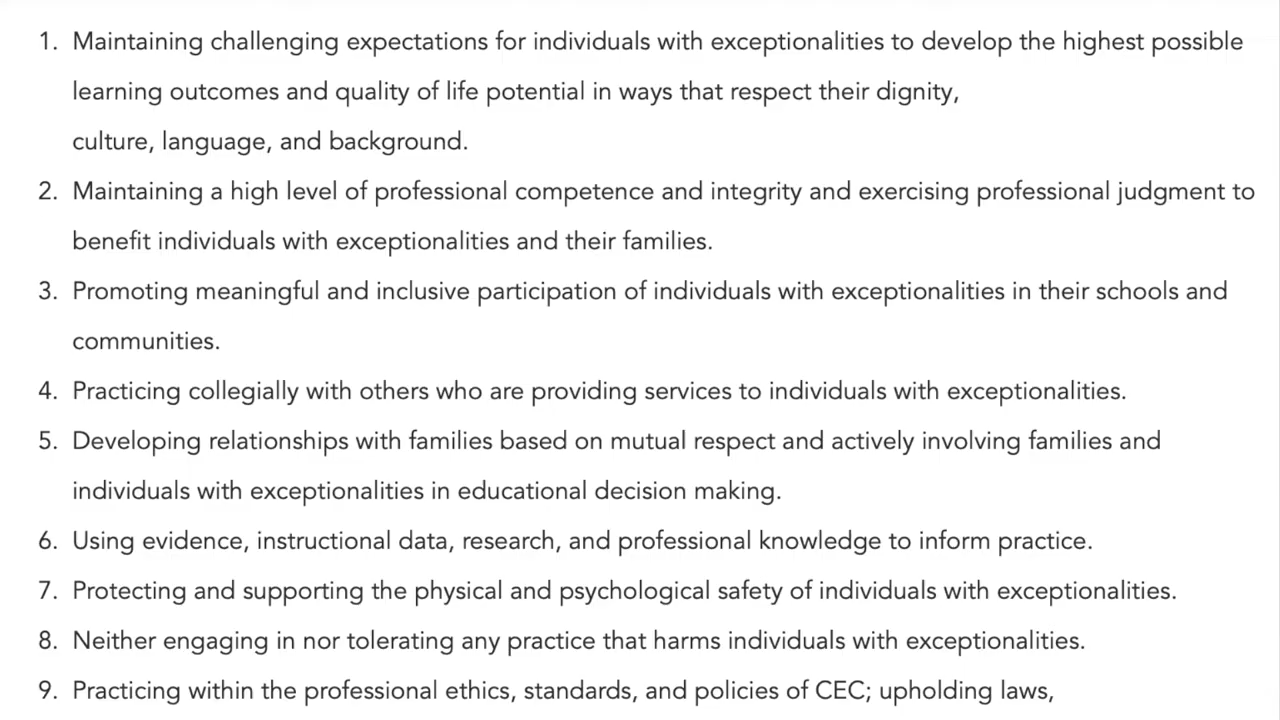 1. Maintaining challenging expectations for individuals with exceptionalities to develop the highest possible
learning outcomes and quality of life potential in ways that respect their dignity,
culture, language, and background.
2. Maintaining a high level of professional competence and integrity and exercising professional judgment to
benefit individuals with exceptionalities and their families.
3. Promoting meaningful and inclusive participation of individuals with exceptionalities in their schools and
communities.
4. Practicing collegially with others who are providing services to individuals with exceptionalities.
5. Developing relationships with families based on mutual respect and actively involving families and
individuals with exceptionalities in educational decision making.
6. Using evidence, instructional data, research, and professional knowledge to inform practice.
7. Protecting and supporting the physical and psychological safety of individuals with exceptionalities.
8. Neither engaging in nor tolerating any practice that harms individuals with exceptionalities.
9. Practicing within the professional ethics, standards, and policies of CEC; upholding laws,